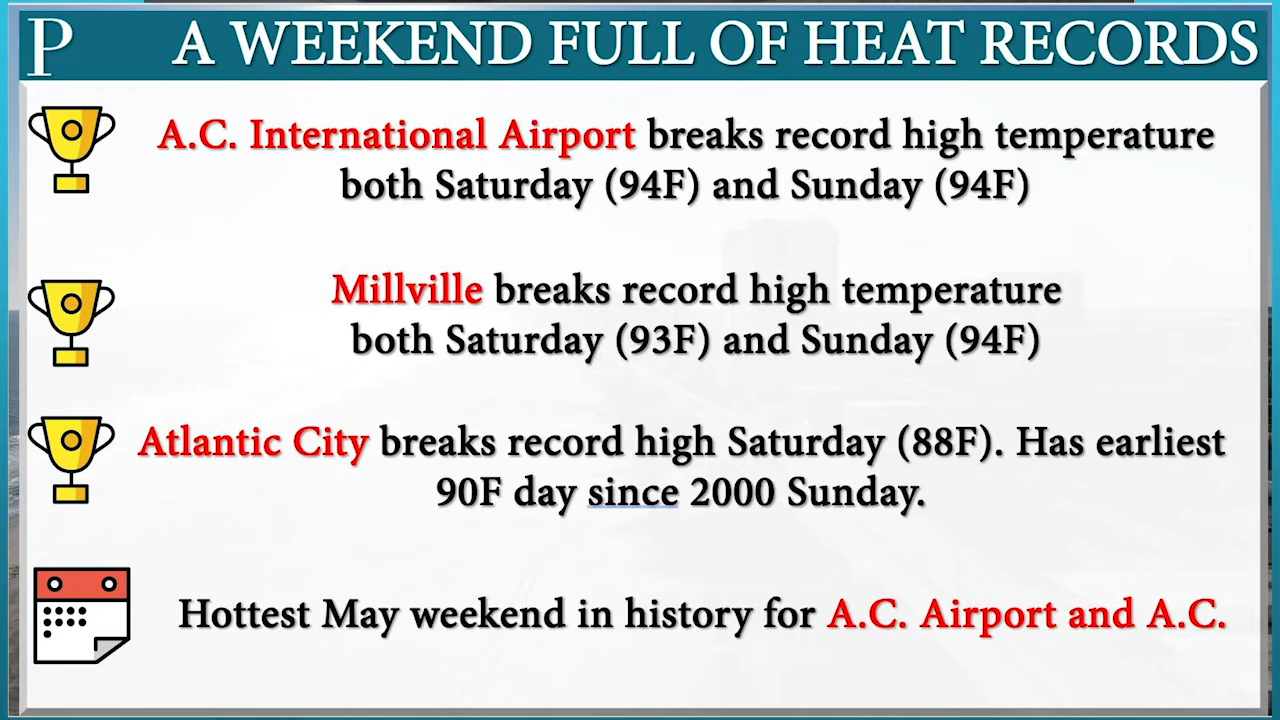 P
A WEEKEND FULL OF HEAT RECORDS
A.C. International Airport breaks record high temperature
both Saturday (94F) and Sunday (94F)
Millville breaks record high temperature
both Saturday (93F) and Sunday (94F)
Atlantic City breaks record high Saturday (88F). Has earliest
90F day since 2000 Sunday.
Hottest May weekend in history for A.C. Airport and A.C.